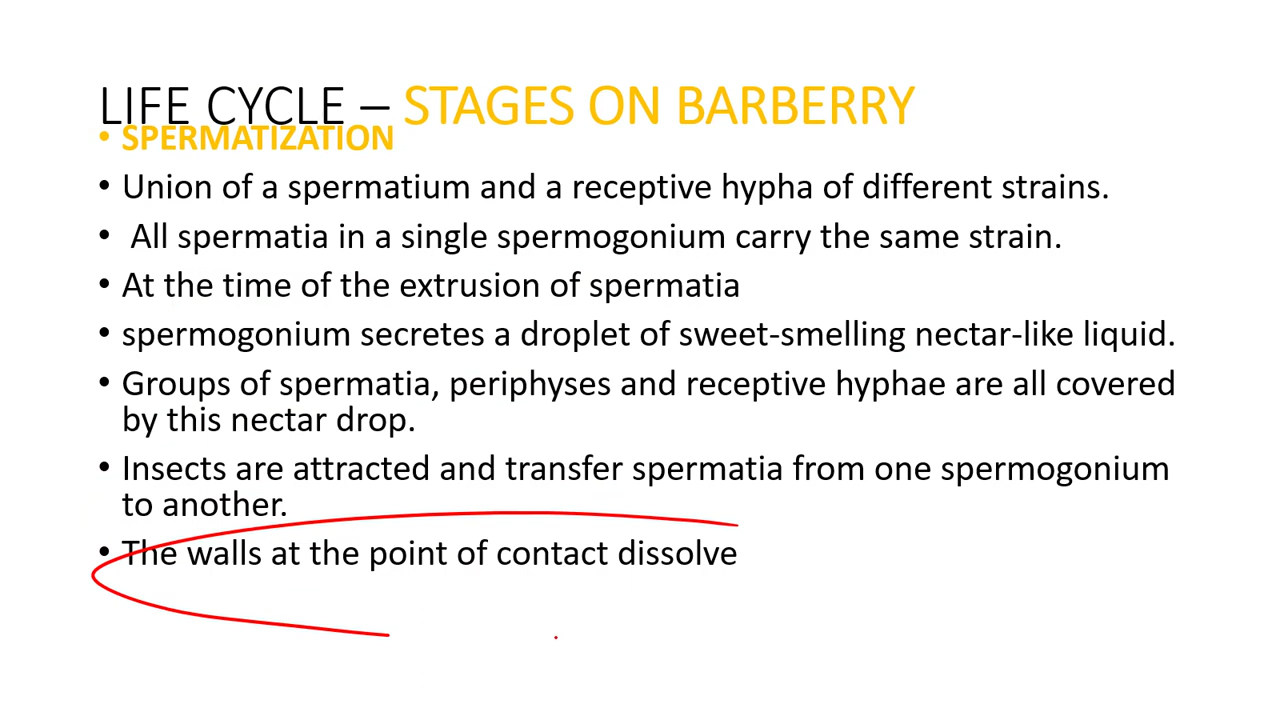 LIFE CYCLE – STAGES ON BARBERRY
• SPERMATIZATION
• Union of a spermatium and a receptive hypha of different strains.
• All spermatia in a single spermogonium carry the same strain.
• At the time of the extrusion of spermatia
• spermogonium secretes a droplet of sweet-smelling nectar-like liquid.
• Groups of spermatia, periphyses and receptive hyphae are all covered
by this nectar drop.
• Insects are attracted and transfer spermatia from one spermogonium
to another.
• The walls at the point of contact dissolve